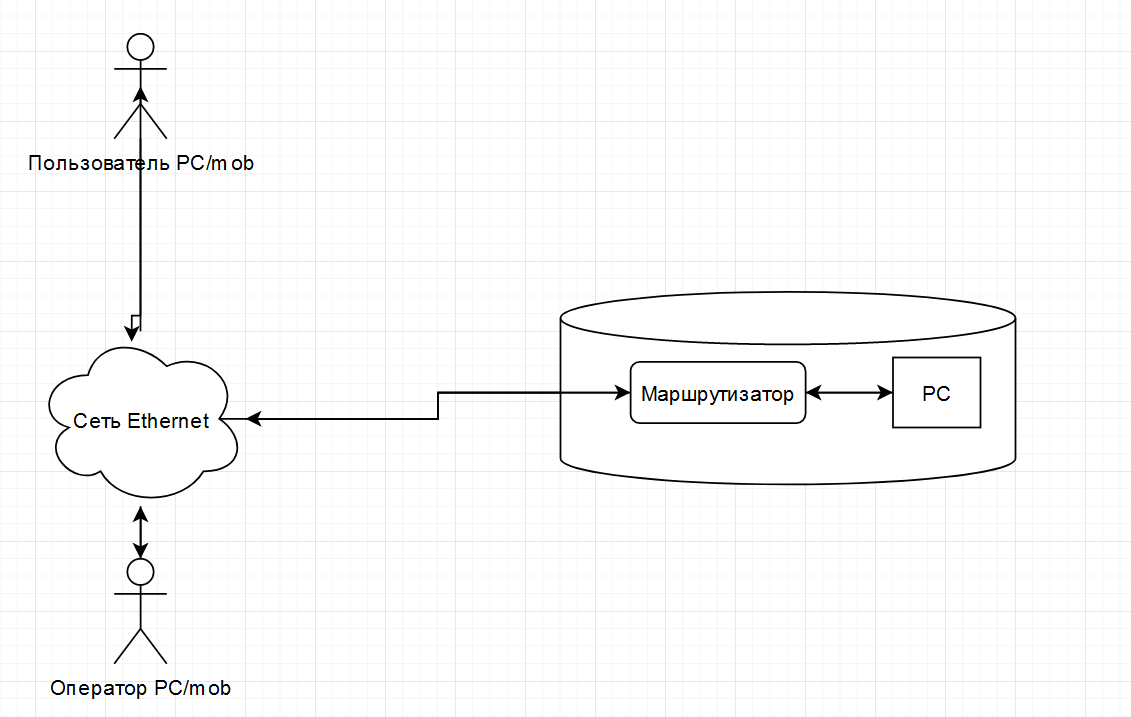 Пользователь PC/mob
Сеть Ethernet
Маршрутизатор
PC
Оператор PC/mob